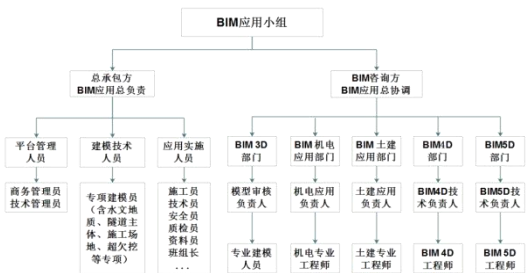 BIM应用小组
总承包方
BIM应用总负责
BIM咨询方
BIM应用总协调
平台管理
人员
建模技术
人员
应用实施
人员
BIM 3D
部门
BIM 机电
应用部门
BIM 土建
应用部门
BIM4D
部门
BIM5D
部门
商务管理员
技术管理员
专项建模员
（含水文地
质、隧道主
体、施工场
地、超欠挖
等专项）
施工员
技术员
安全员
质检员
资料员
班组长
...
模型审核
负责人
机电应用
负责人
土建应用
负责人
BIM4D技
术负责人
BIM5D技
术负责人
专业建模
人员
机电专业
工程师
土建专业
工程师
BIM 4D
工程师
BIM 5D
工程师